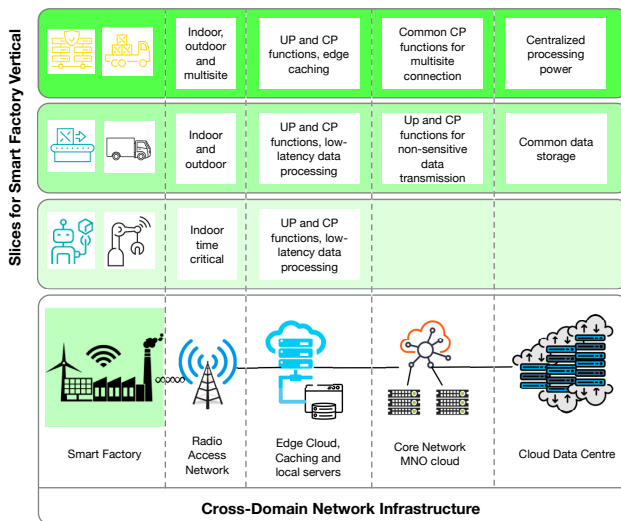 Slices for Smart Factory Vertical
Indoor,
outdoor
and
multisite
UP and CP
functions, edge
caching
Common CP
functions for
multisite
connection
Centralized
processing
power
Indoor
and
outdoor
UP and CP
functions, low-
latency data
processing
Up and CP
functions for
non-sensitive
data
transmission
Common data
storage
Indoor
time
critical
UP and CP
functions, low-
latency data
processing
Smart Factory
Radio
Access
Network
Edge Cloud,
Caching and
local servers
Core Network
MNO cloud
Cloud Data Centre
Cross-Domain Network Infrastructure